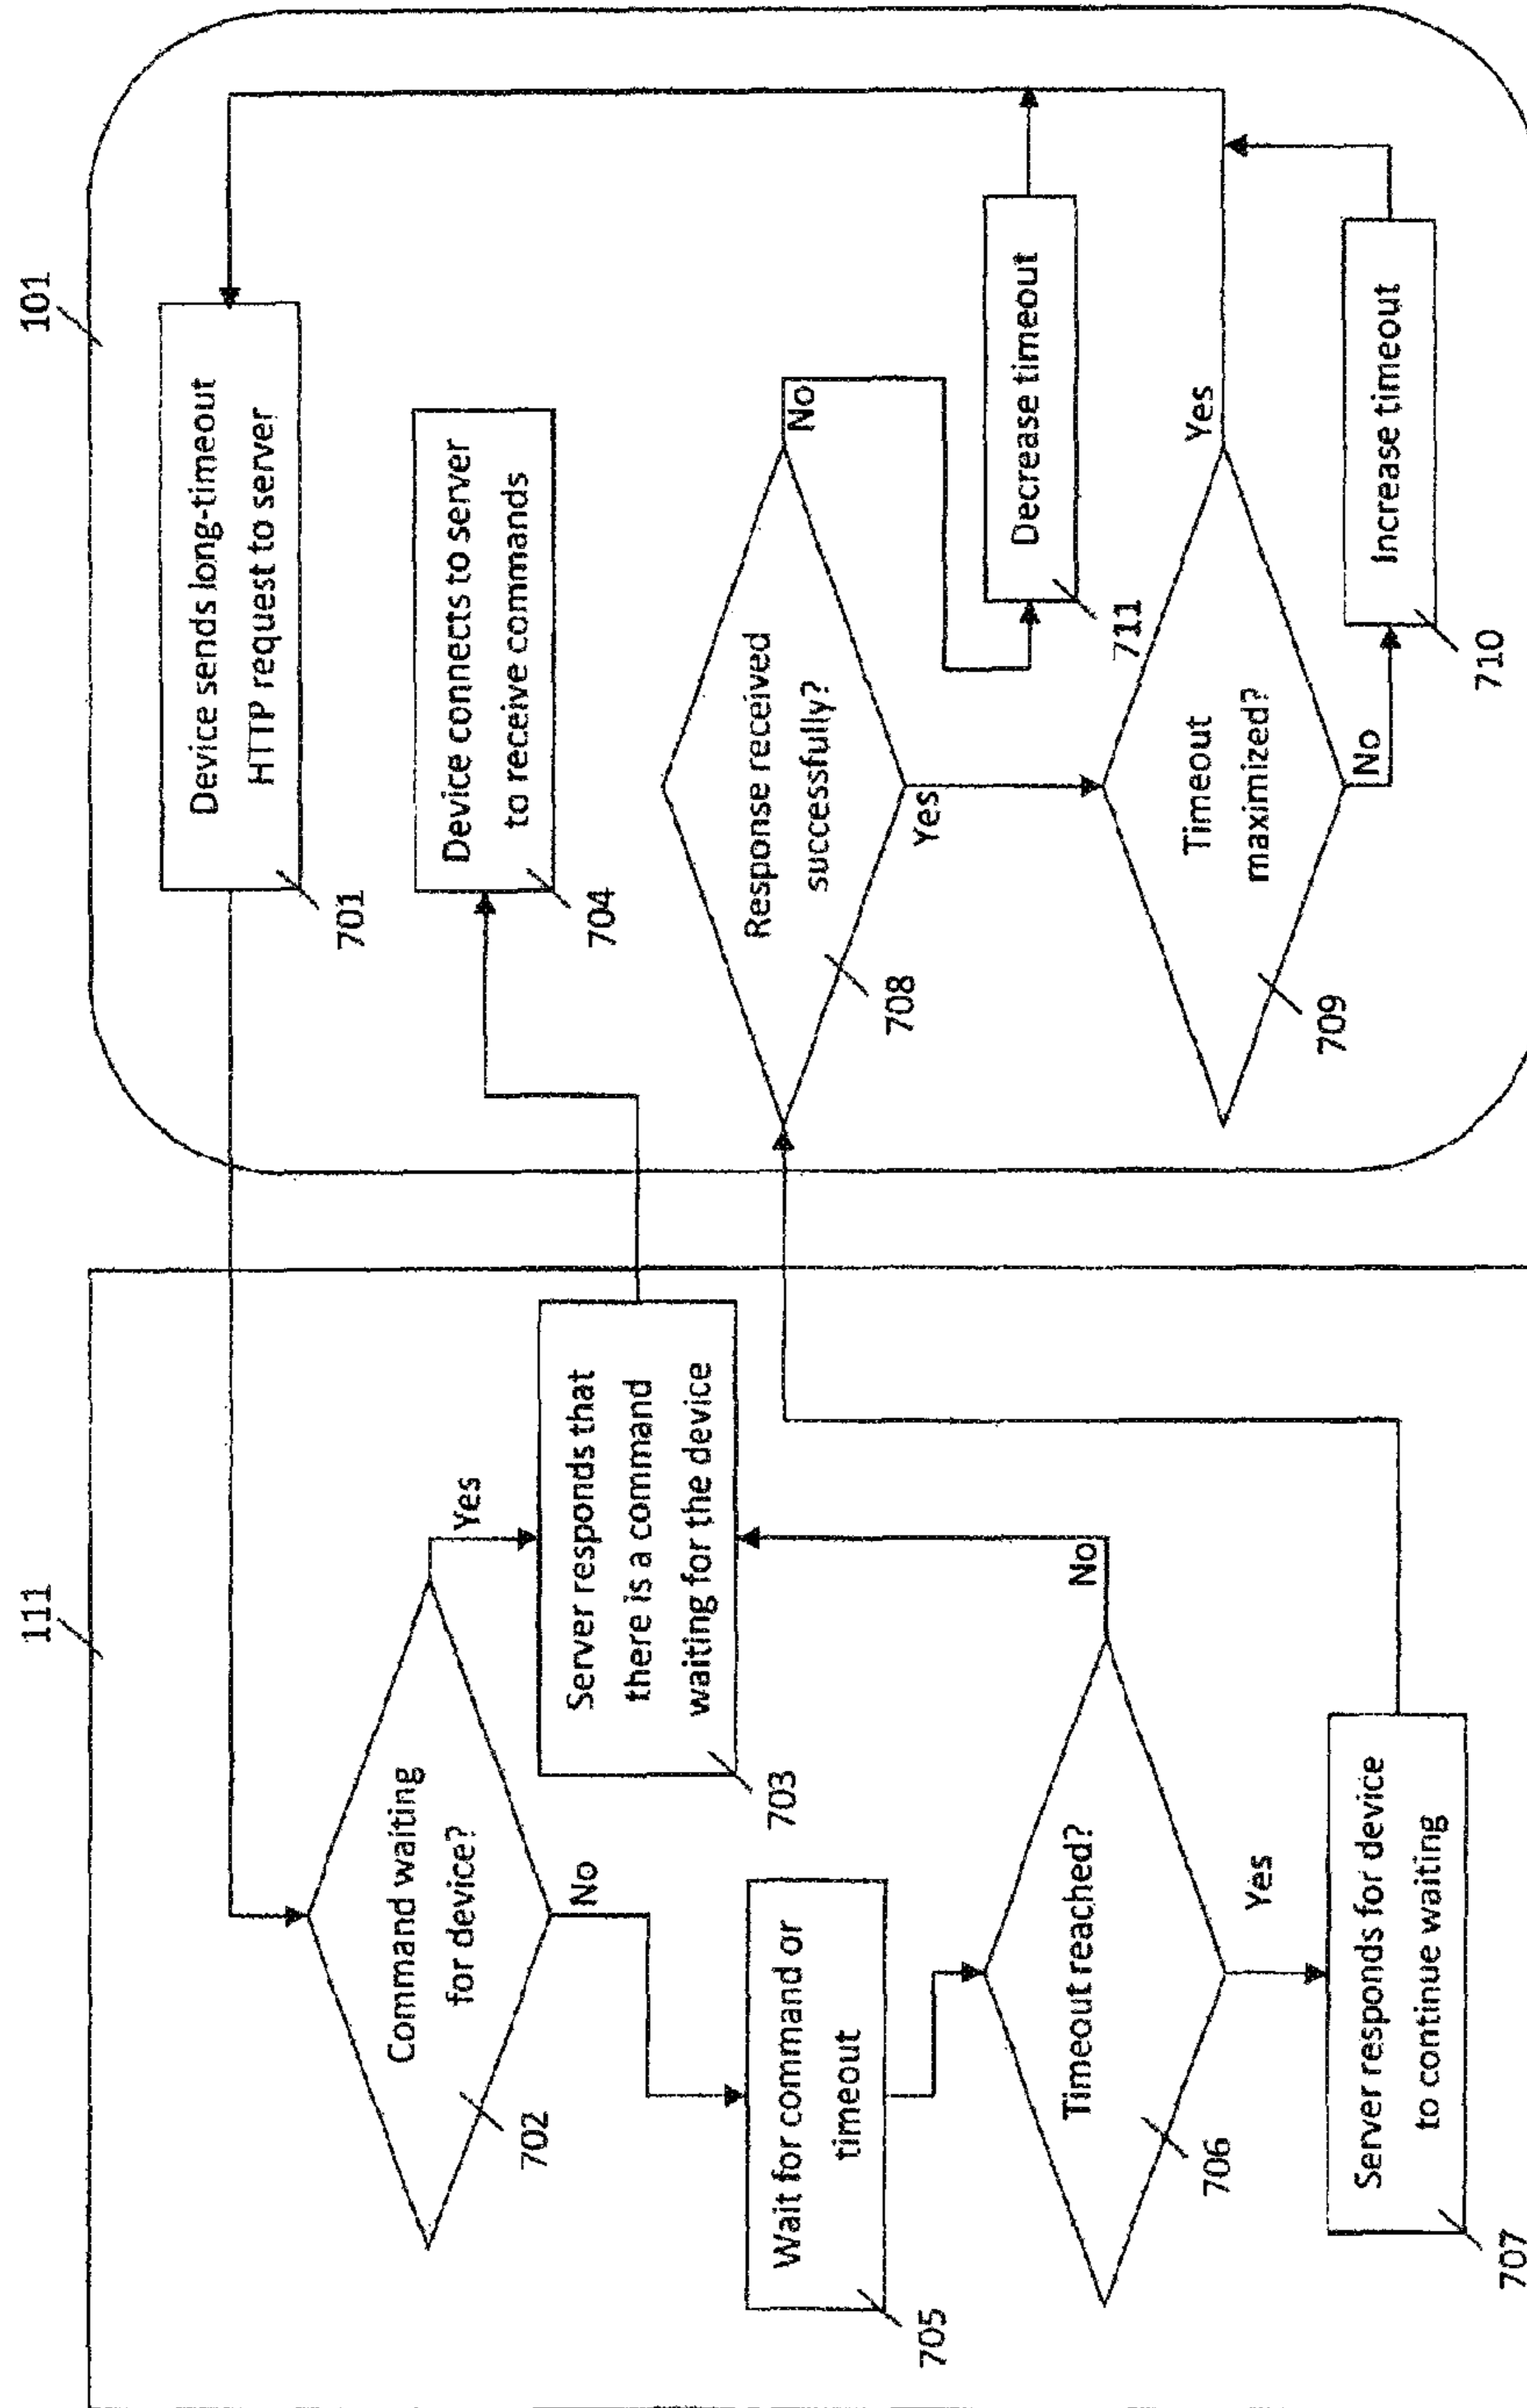 111
101
Device sends long-timeout
HTTP request to server
701
Command waiting
for device?
702
Yes
No
Server responds that
there is a command
waiting for the device
703
Device connects to server
to receive commands
704
Wait for command or
timeout
705
Timeout reached?
706
No
Yes
Server responds for device
to continue waiting
707
Response received
successfully?
708
No
Yes
Decrease timeout
711
Timeout
maximized?
709
Yes
No
Increase timeout
710